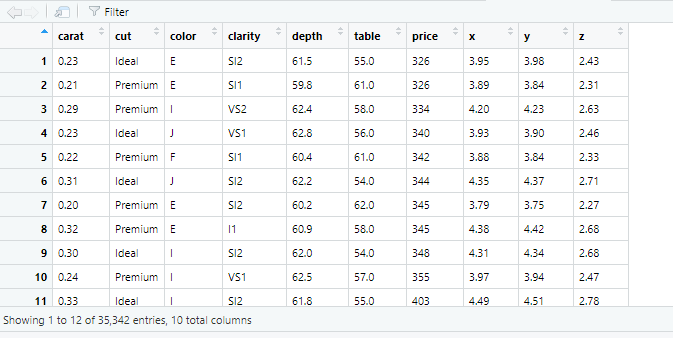 Filter
carat cut color clarity depth table price x y z
1 0.23 Ideal E SI2 61.5 55.0 326 3.95 3.98 2.43
2 0.21 Premium E SI1 59.8 61.0 326 3.89 3.84 2.31
3 0.29 Premium I VS2 62.4 58.0 334 4.20 4.23 2.63
4 0.23 Ideal J VS1 62.8 56.0 340 3.93 3.90 2.46
5 0.22 Premium F SI1 60.4 61.0 342 3.88 3.84 2.33
6 0.31 Ideal J SI2 62.2 54.0 344 4.35 4.37 2.71
7 0.20 Premium E SI2 60.2 62.0 345 3.79 3.75 2.27
8 0.32 Premium E I1 60.9 58.0 345 4.38 4.42 2.68
9 0.30 Ideal I SI2 62.0 54.0 348 4.31 4.34 2.68
10 0.24 Premium I VS1 62.5 57.0 355 3.97 3.94 2.47
11 0.33 Ideal I SI2 61.8 55.0 403 4.49 4.51 2.78
Showing 1 to 12 of 35,342 entries, 10 total columns